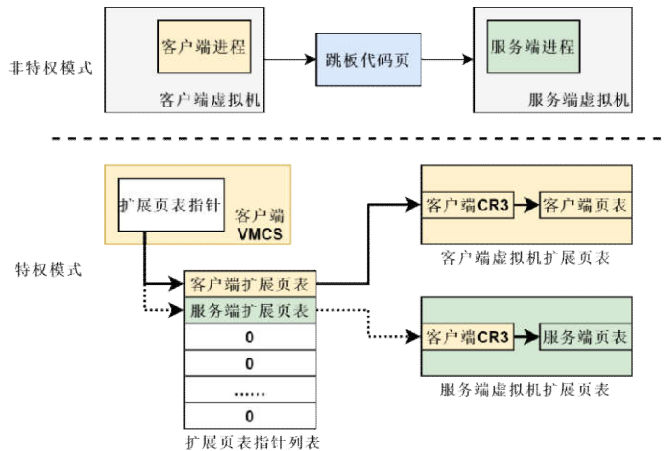 非特权模式
客户端进程
客户端虚拟机
跳板代码页
服务端进程
服务端虚拟机
特权模式
扩展页表指针
客户端
VMCS
客户端扩展页表
服务端扩展页表
0
0
......
0
扩展页表指针列表
客户端CR3
客户端页表
客户端虚拟机扩展页表
客户端CR3
服务端页表
服务端虚拟机扩展页表